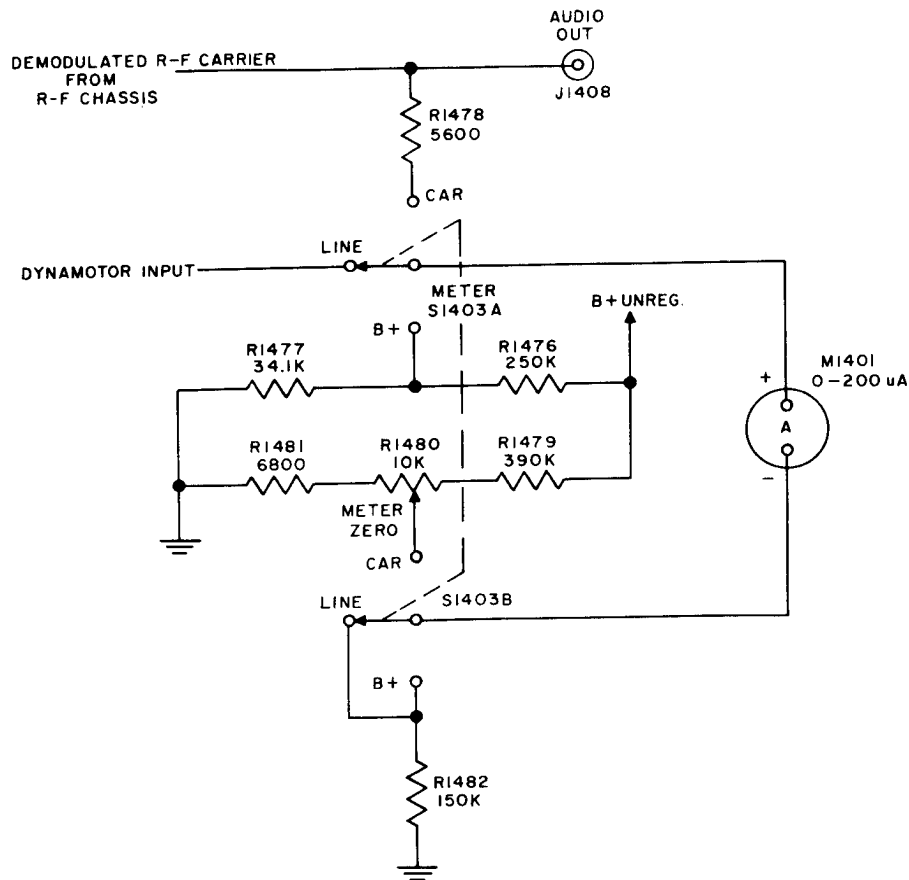 AUDIO
OUT
DEMODULATED R-F CARRIER
FROM
R-F CHASSIS
J1408
R1478
5600
CAR
LINE
DYNAMOTOR INPUT
METER
S1403A
B+ UNREG.
B+
R1477
34.1K
R1476
250K
M1401
0-200 uA
+
A
-
R1481
6800
R1480
10K
R1479
390K
METER
ZERO
CAR
LINE
S1403B
B+
R1482
150K